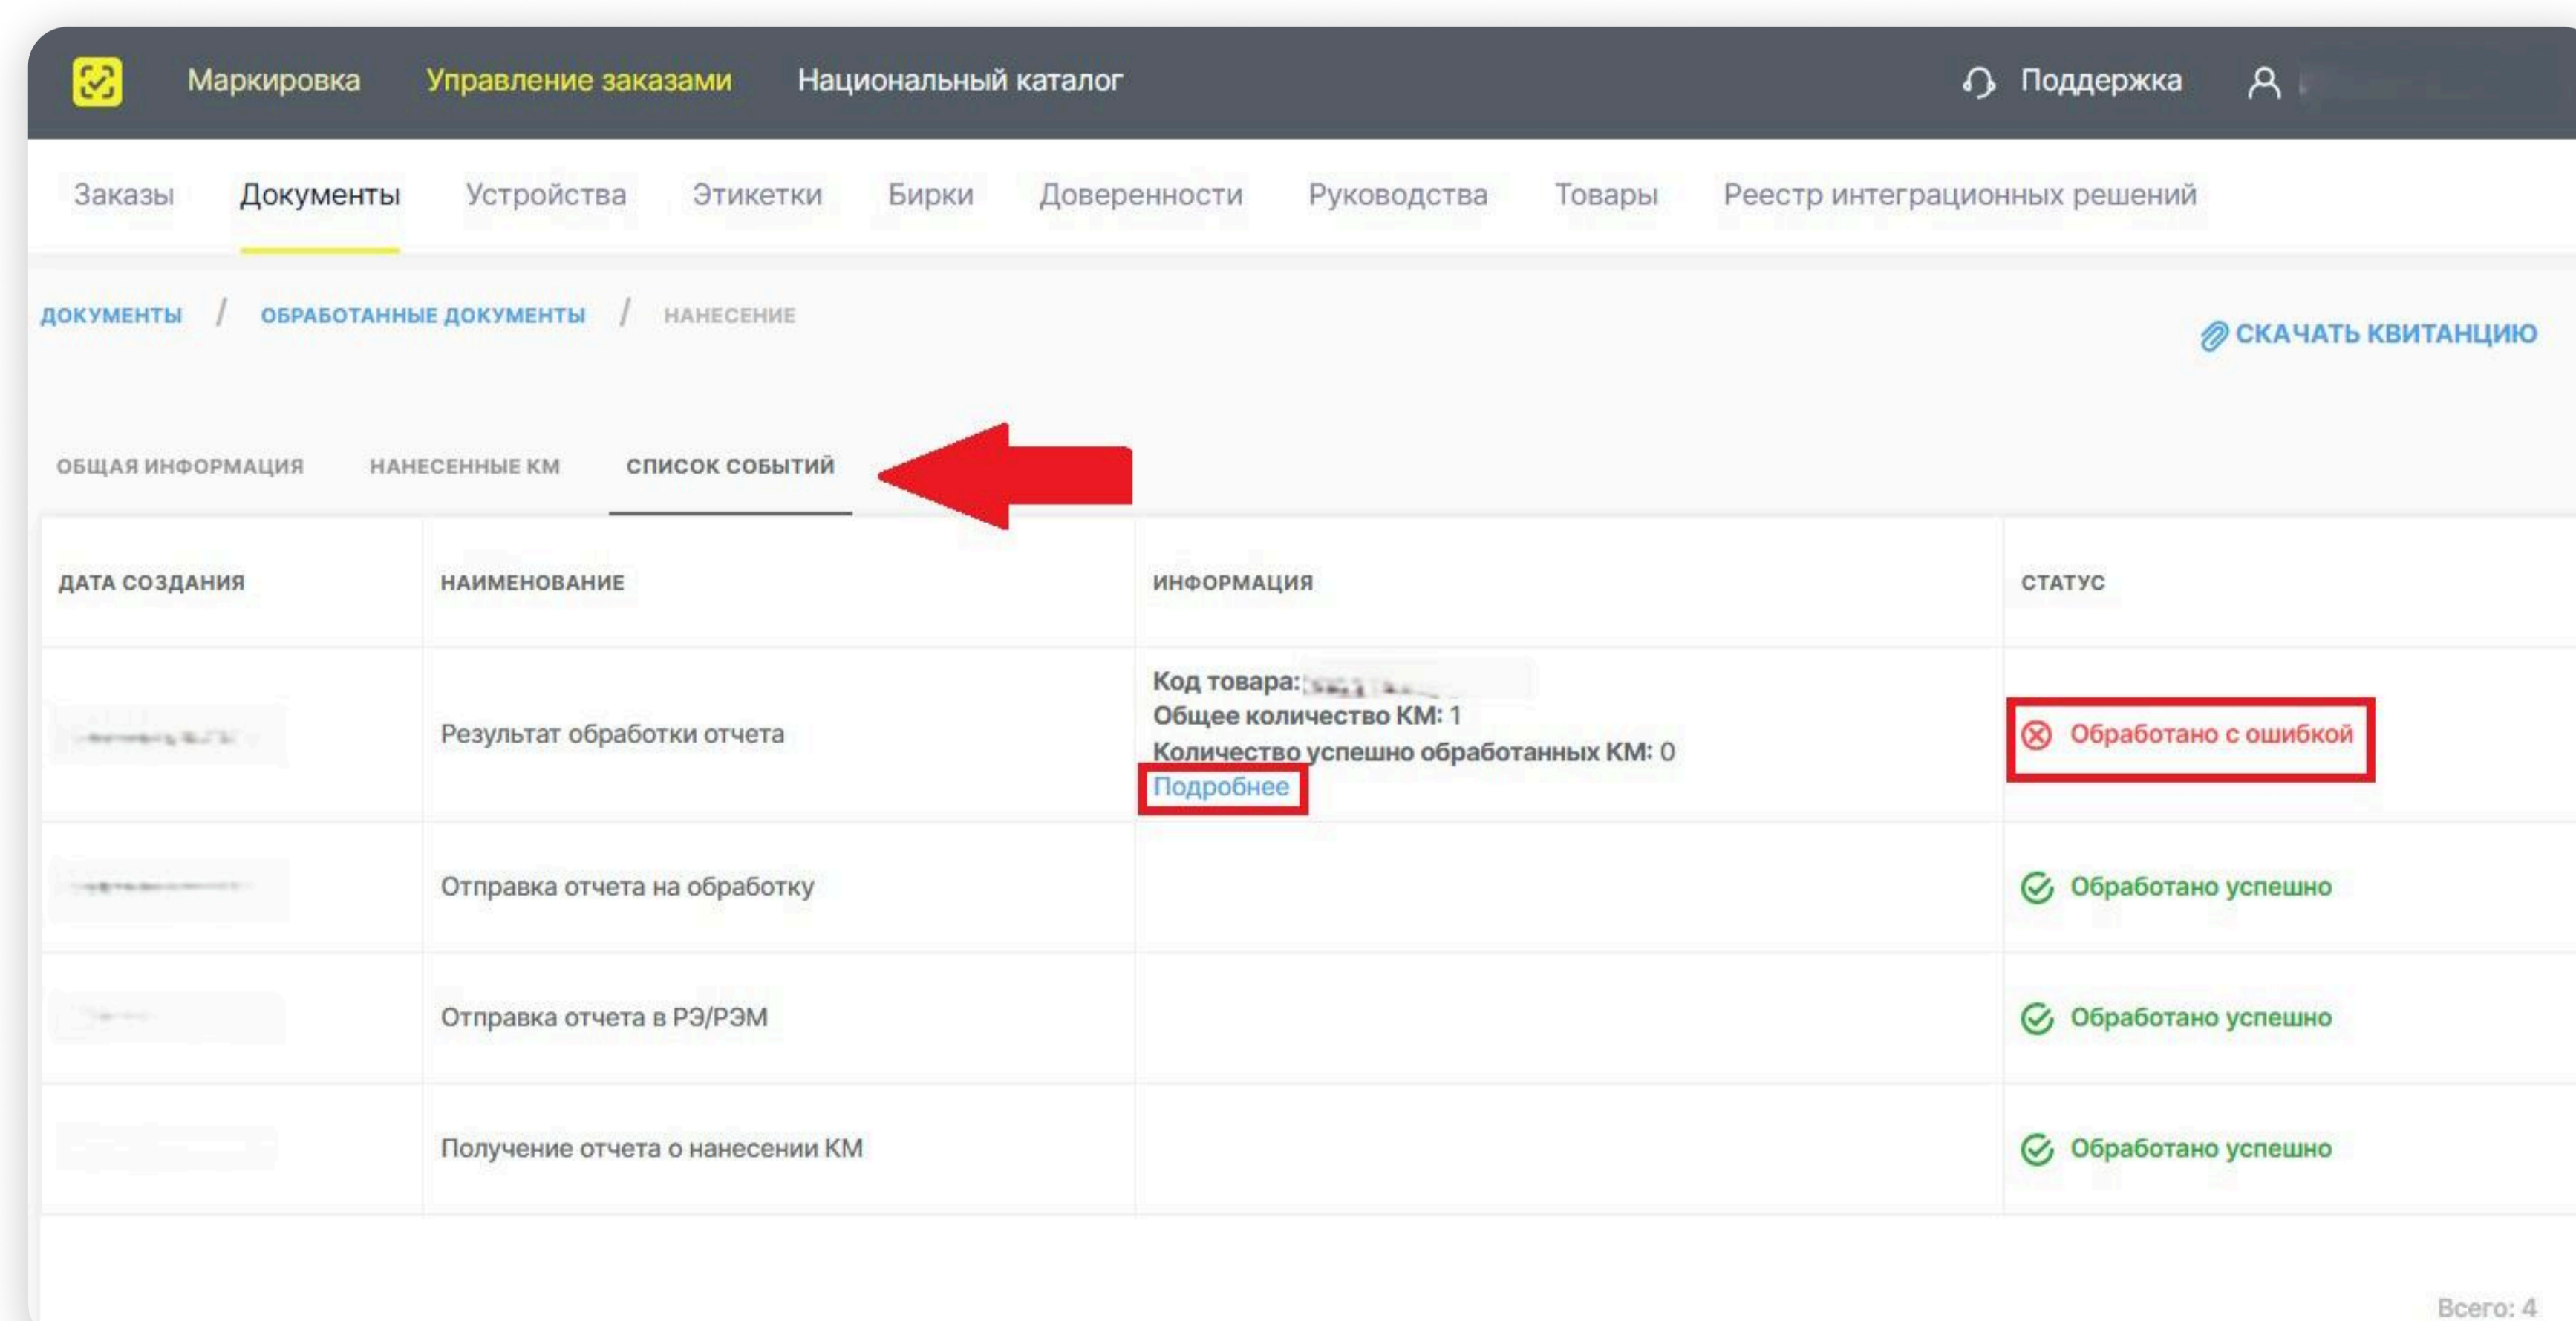 Маркировка Управление заказами Национальный каталог Поддержка
Заказы Документы Устройства Этикетки Бирки Доверенности Руководства Товары Реестр интеграционных решений
ДОКУМЕНТЫ / ОБРАБОТАННЫЕ ДОКУМЕНТЫ / НАНЕСЕНИЕ
СКАЧАТЬ КВИТАНЦИЮ
ОБЩАЯ ИНФОРМАЦИЯ НАНЕСЕННЫЕ КМ СПИСОК СОБЫТИЙ
ДАТА СОЗДАНИЯ НАИМЕНОВАНИЕ ИНФОРМАЦИЯ СТАТУС
Код товара:
Общее количество КМ: 1
Результат обработки отчета Обработано с ошибкой
Количество успешно обработанных КМ: 0
Подробнее
Отправка отчета на обработку Обработано успешно
Отправка отчета в РЭ/РЭМ Обработано успешно
Получение отчета о нанесении КМ Обработано успешно
Всего: 4